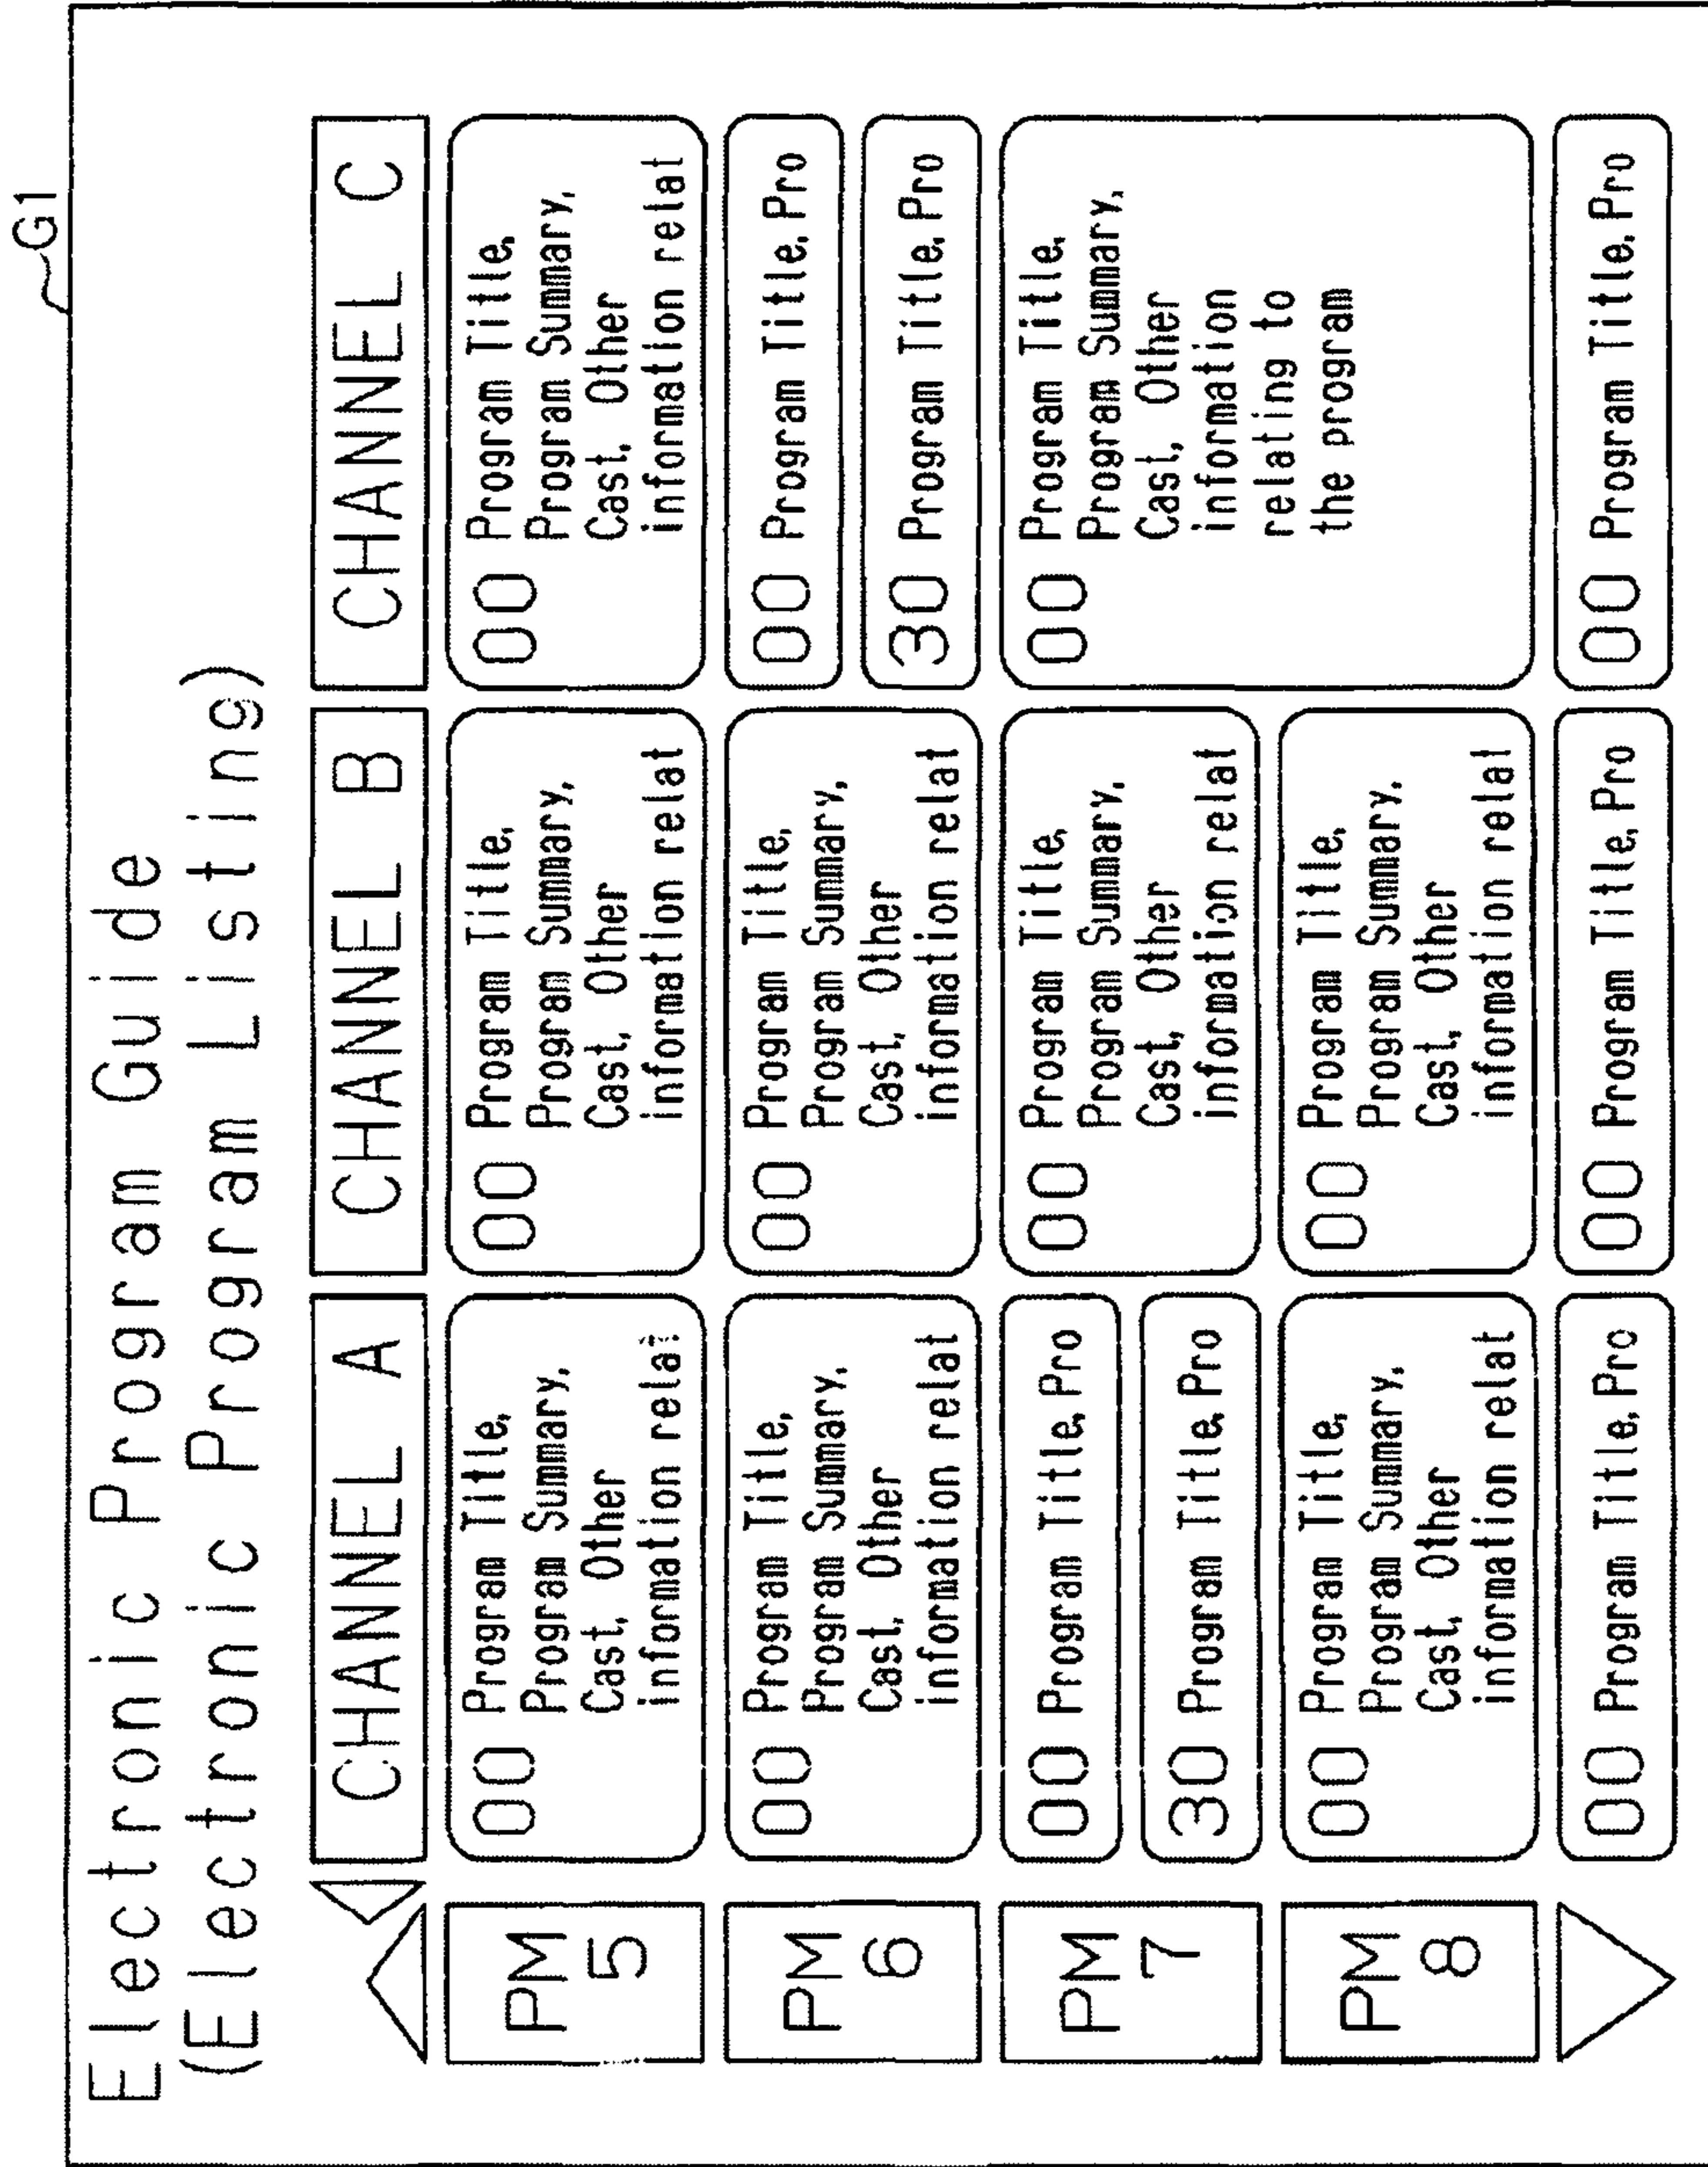 G1
Electronic Program Guide
(Electronic Program Listing)
CHANNEL A
CHANNEL B
CHANNEL C
PM
5
00 Program Title,
Program Summary,
Cast, Other
information relat
00 Program Title,
Program Summary,
Cast, Other
information relat
00 Program Title,
Program Summary,
Cast, Other
information relat
PM
6
00 Program Title,
Program Summary,
Cast, Other
information relat
00 Program Title,
Program Summary,
Cast, Other
information relat
00 Program Title, Pro
30 Program Title, Pro
PM
7
00 Program Title, Pro
30 Program Title, Pro
00 Program Title,
Program Summary,
Cast, Other
information relat
00 Program Title,
Program Summary,
Cast, Other
information
relating to
the program
PM
8
00 Program Title,
Program Summary,
Cast, Other
information relat
00 Program Title,
Program Summary,
Cast, Other
information relat
00 Program Title, Pro
00 Program Title, Pro
00 Program Title, Pro